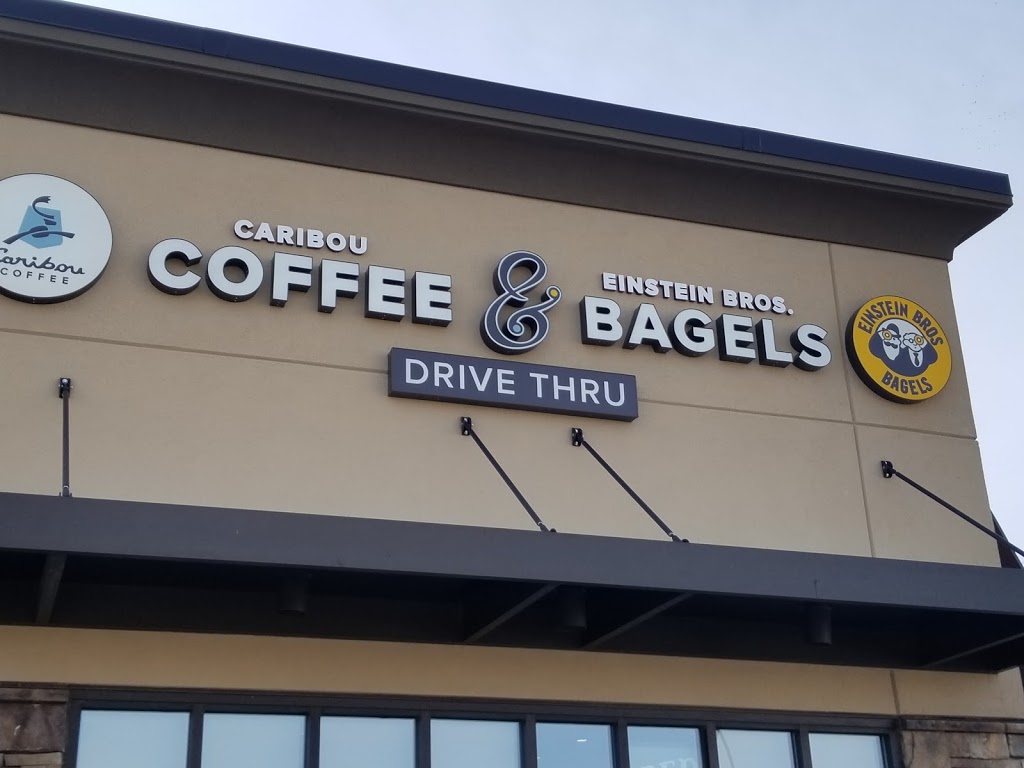 Caribou
COFFEE
CARIBOU
COFFEE
&
EINSTEIN BROS.
BAGELS
DRIVE THRU
EINSTEIN BROS
BAGELS